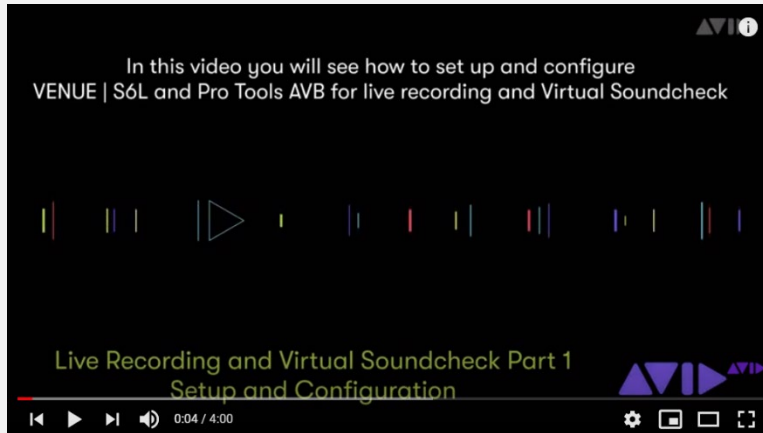 AVID
In this video you will see how to set up and configure
VENUE | S6L and Pro Tools AVB for live recording and Virtual Soundcheck
Live Recording and Virtual Soundcheck Part 1
Setup and Configuration
AVID
AVID
0:04 / 4:00